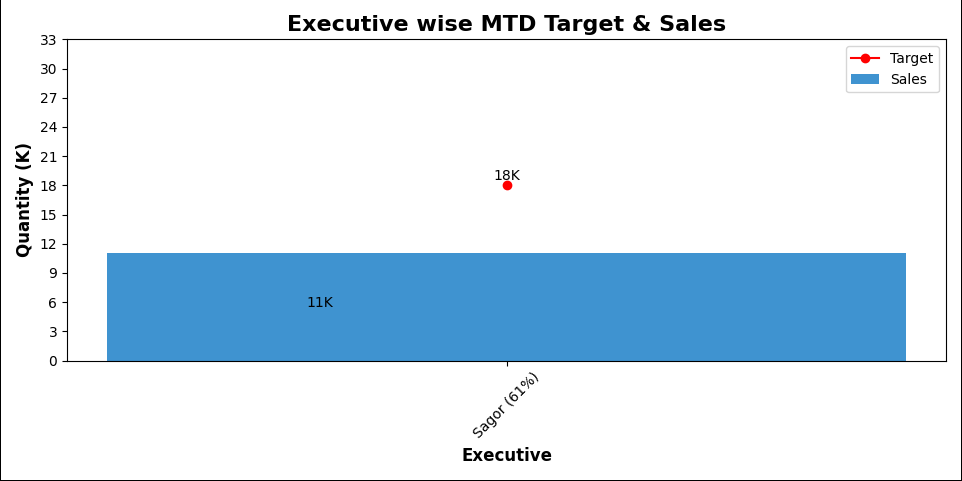 Executive wise MTD Target & Sales
Quantity (K)
33
30
27
24
21
18
15
12
9
6
3
0
Target
Sales
18K
11K
Sagor (61%)
Executive